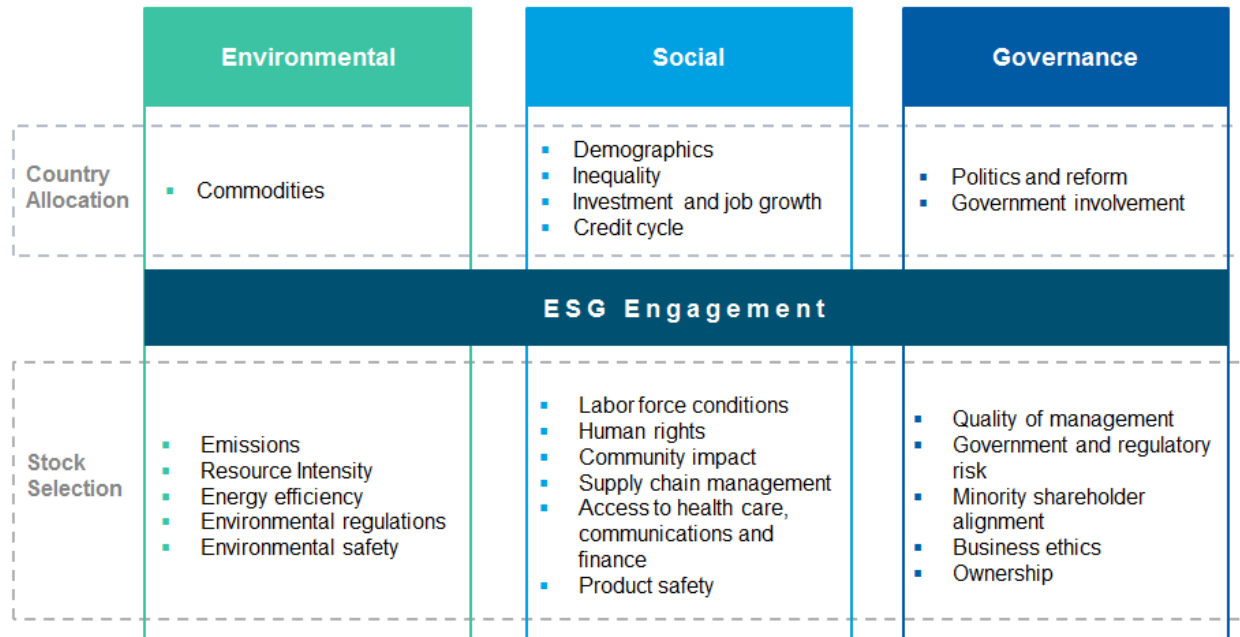 Environmental
Social
Governance
Country
Allocation
▪ Commodities
▪ Demographics
▪ Inequality
▪ Investment and job growth
▪ Credit cycle
▪ Politics and reform
▪ Government involvement
ESG Engagement
Stock
Selection
▪ Emissions
▪ Resource Intensity
▪ Energy efficiency
▪ Environmental regulations
▪ Environmental safety
▪ Labor force conditions
▪ Human rights
▪ Community impact
▪ Supply chain management
▪ Access to health care,
communications and
finance
▪ Product safety
▪ Quality of management
▪ Government and regulatory
risk
▪ Minority shareholder
alignment
▪ Business ethics
▪ Ownership